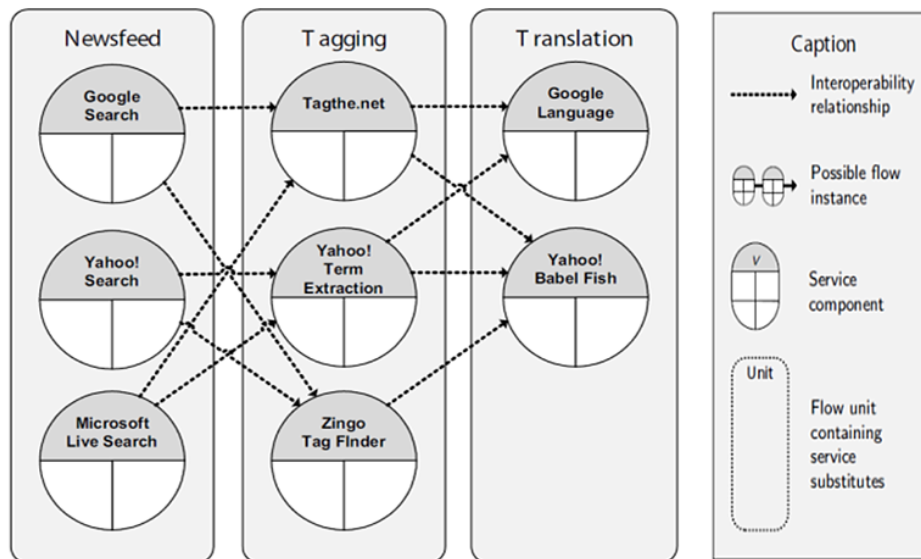 Newsfeed
Tagging
Translation
Google
Search
Tagthe.net
Google
Language
Yahoo!
Search
Yahoo!
Term
Extraction
Yahoo!
Babel Fish
Microsoft
Live Search
Zingo
Tag FInder
Caption
Interoperability
relationship
Possible flow
instance
V
Service
component
Unit
Flow unit
containing
service
substitutes